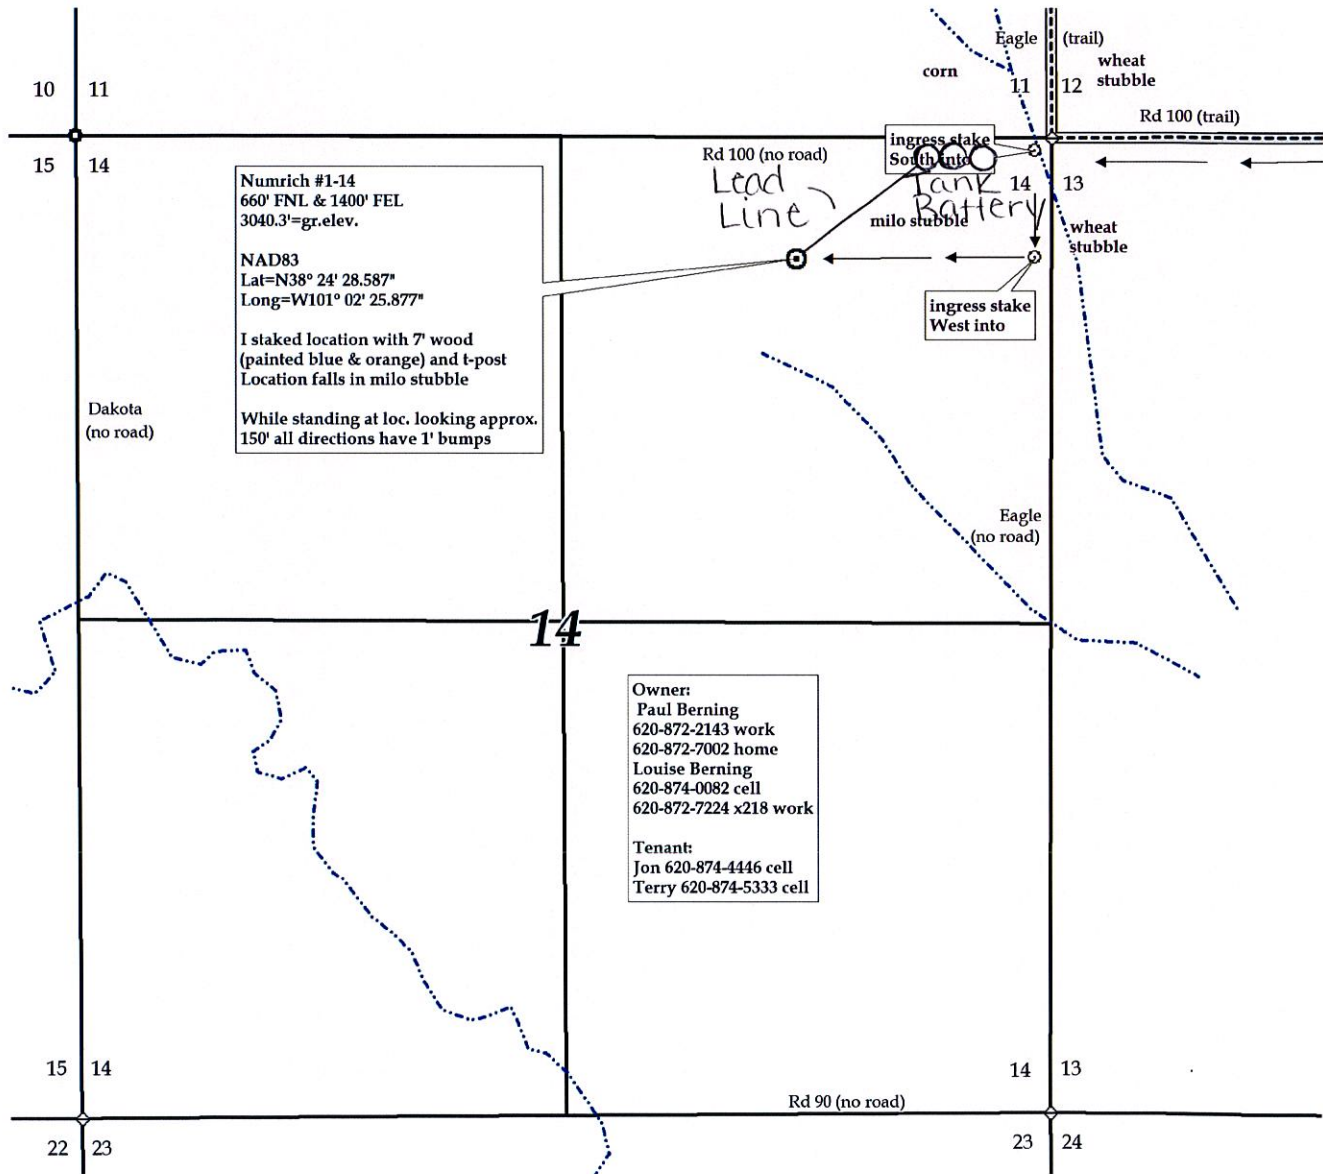 Eagle (trail)
corn
wheat
stubble
10 11
11 12
Rd 100 (trail)
15 14
Rd 100 (no road)
ingress stake
South into
14 13
Lead
Line
Tank
Battery
milo stubble
wheat
stubble
Numrich #1-14
660' FNL & 1400' FEL
3040.3'=gr.elev.
NAD83
Lat=N38° 24' 28.587"
Long=W101° 02' 25.877"
I staked location with 7' wood
(painted blue & orange) and t-post
Location falls in milo stubble
While standing at loc. looking approx.
150' all directions have 1' bumps
ingress stake
West into
Dakota
(no road)
Eagle
(no road)
14
Owner:
Paul Berning
620-872-2143 work
620-872-7002 home
Louise Berning
620-874-0082 cell
620-872-7224 x218 work
Tenant:
Jon 620-874-4446 cell
Terry 620-874-5333 cell
15 14
14 13
Rd 90 (no road)
22 23
23 24